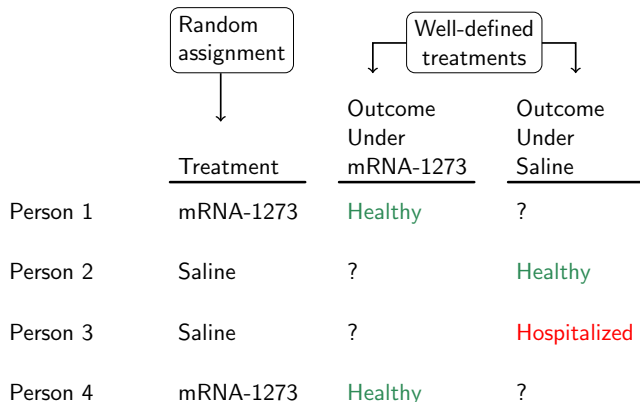 Random
assignment
Well-defined
treatments
Outcome
Under
mRNA-1273
Outcome
Under
Saline
Treatment
Person 1 mRNA-1273 Healthy ?
Person 2 Saline ? Healthy
Person 3 Saline ? Hospitalized
Person 4 mRNA-1273 Healthy ?